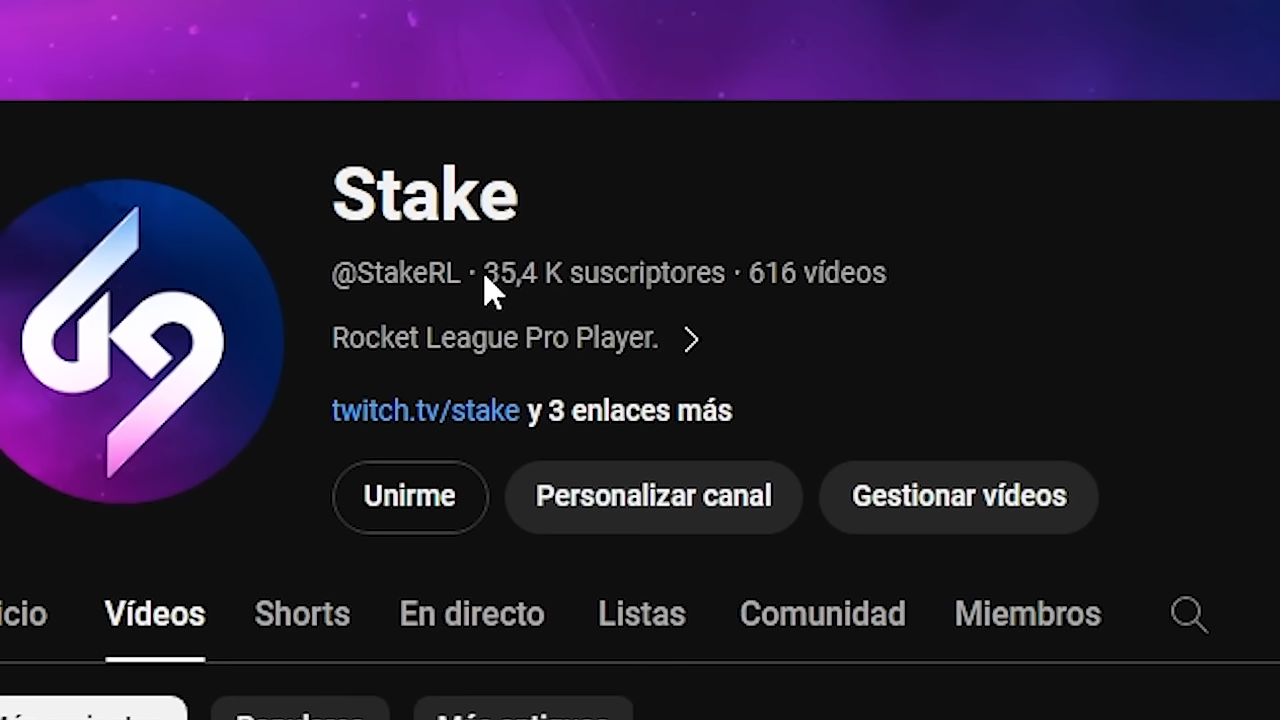 Stake
@StakeRL · 35,4 K suscriptores · 616 vídeos
Rocket League Pro Player.
twitch.tv/stake y 3 enlaces más
Unirme Personalizar canal Gestionar vídeos
icio Vídeos Shorts En directo Listas Comunidad Miembros